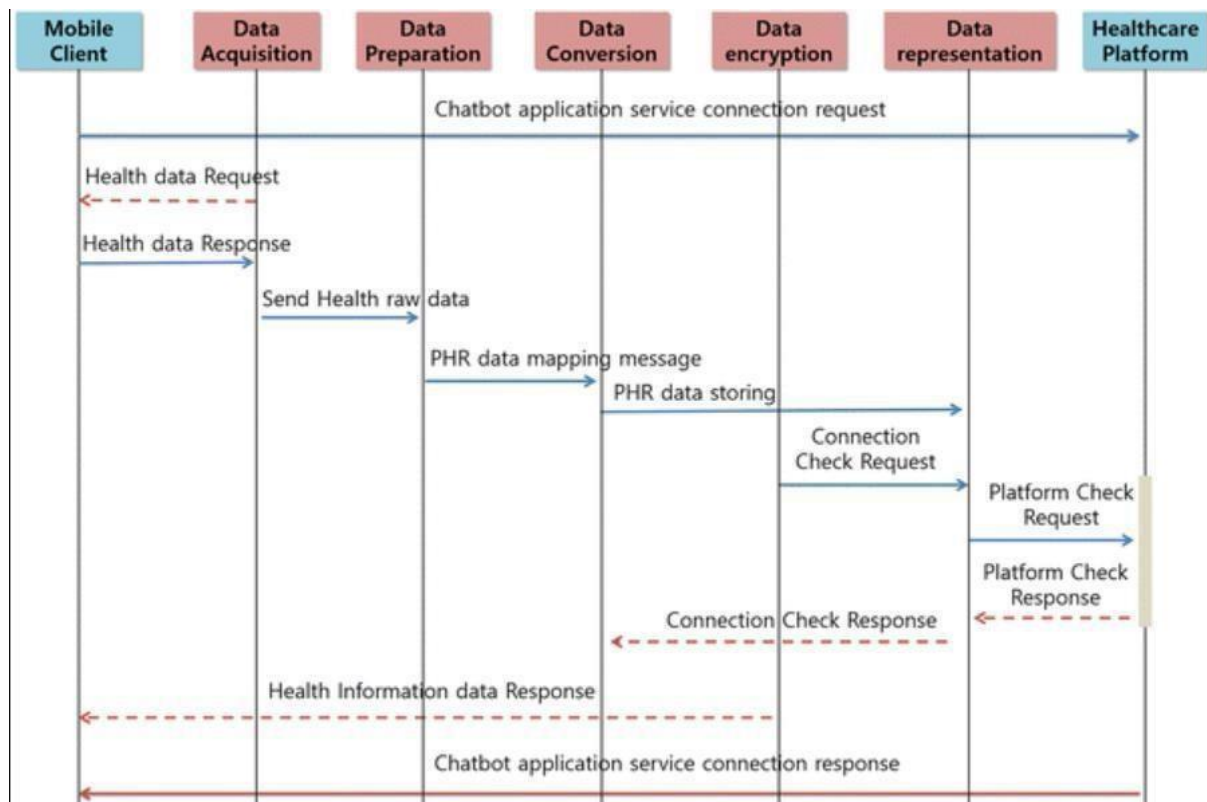 Mobile
Client
Data
Acquisition
Data
Preparation
Data
Conversion
Data
encryption
Data
representation
Healthcare
Platform
Chatbot application service connection request
Health data Request
Health data Response
Send Health raw data
PHR data mapping message
PHR data storing
Connection
Check Request
Platform Check
Request
Platform Check
Response
Connection Check Response
Health Information data Response
Chatbot application service connection response